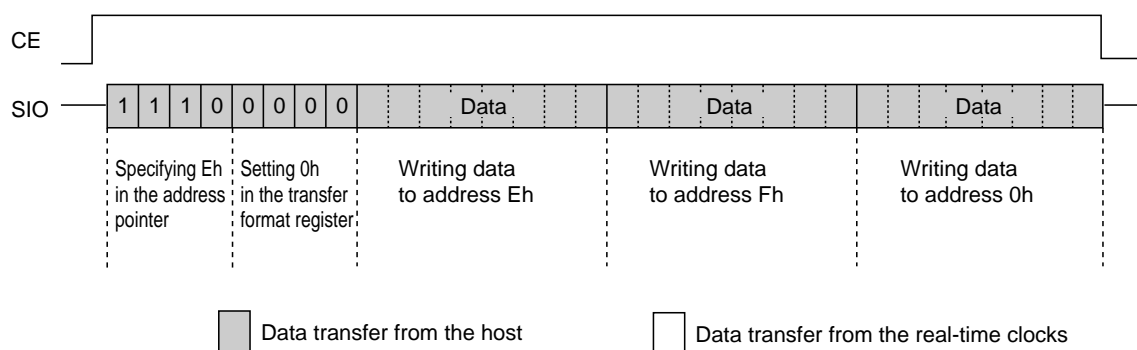 CE
SIO 1 1 1 0 0 0 0 0 Data Data Data
Specifying Eh
in the address
pointer
Setting 0h
in the transfer
format register
Writing data
to address Eh
Writing data
to address Fh
Writing data
to address 0h
Data transfer from the host
Data transfer from the real-time clocks